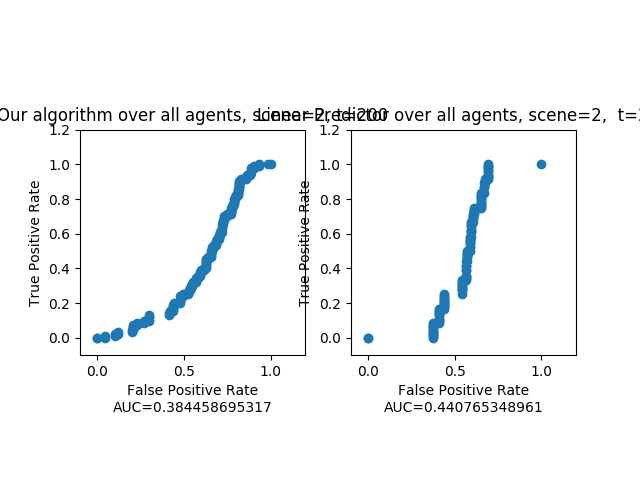 Our algorithm over all agents, scene=2, t=200
Linear Predictor over all agents, scene=2, t=
True Positive Rate
1.2
1.0
0.8
0.6
0.4
0.2
0.0
0.0 0.5 1.0
False Positive Rate
AUC=0.384458695317
True Positive Rate
1.2
1.0
0.8
0.6
0.4
0.2
0.0
0.0 0.5 1.0
False Positive Rate
AUC=0.440765348961